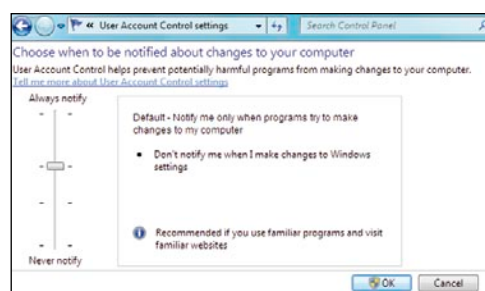 « User Account Control settings
Search Control Panel
Choose when to be notified about changes to your computer
User Account Control helps prevent potentially harmful programs from making changes to your computer.
Tell me more about User Account Control settings
Always notify
Default - Notify me only when programs try to make
changes to my computer
• Don't notify me when I make changes to Windows
settings
Recommended if you use familiar programs and visit
familiar websites
Never notify
OK Cancel